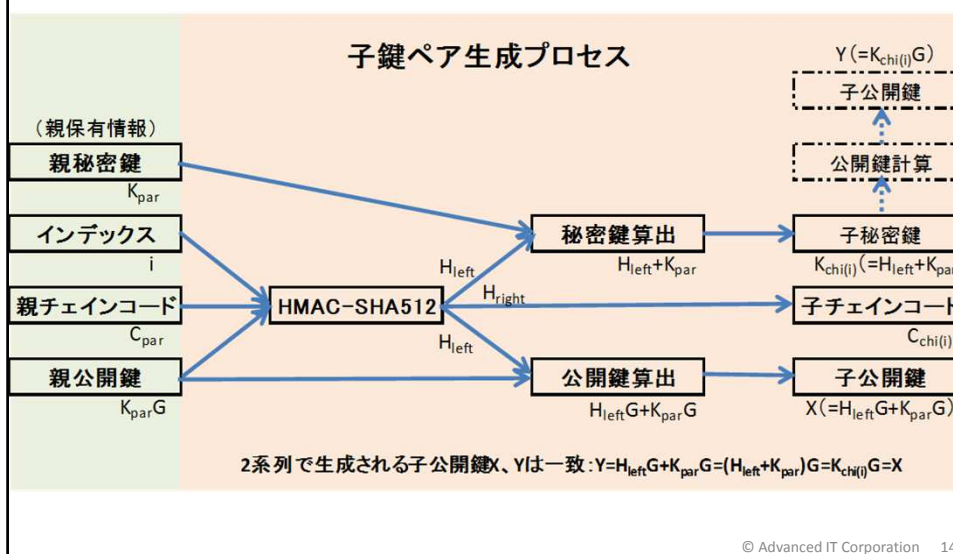 子鍵ペア生成プロセス
Y(=Kchi(i)G)
子公開鍵
(親保有情報)
親秘密鍵
公開鍵計算
Kpar
インデックス
秘密鍵算出
子秘密鍵
i
Hleft
Hleft+Kpar
Kchi(i)(=Hleft+Kpar
Hright
親チェインコード
HMAC-SHA512
子チェインコード
Cpar
Hleft
Cchi(i)
親公開鍵
公開鍵算出
子公開鍵
KparG
HleftG+KparG
X(=HleftG+KparG)
2系列で生成される子公開鍵X、Yは一致:Y=HleftG+KparG=(Hleft+Kpar)G=Kchi(i)G=X
© Advanced IT Corporation 14